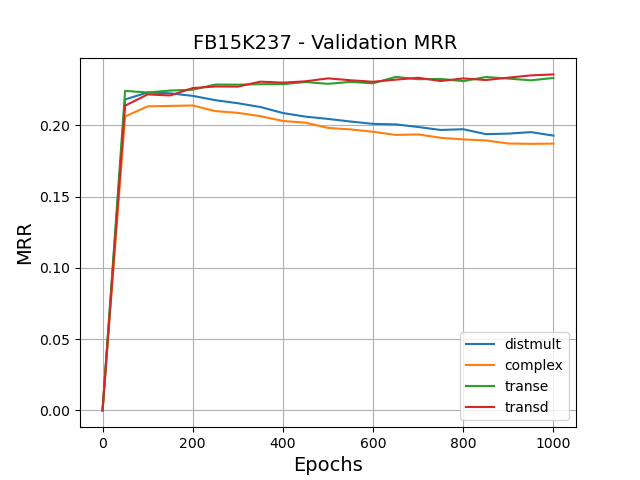 FB15K237 - Validation MRR
MRR
0.20
0.15
0.10
0.05
0.00
0 200 400 600 800 1000
Epochs
distmult
complex
transe
transd